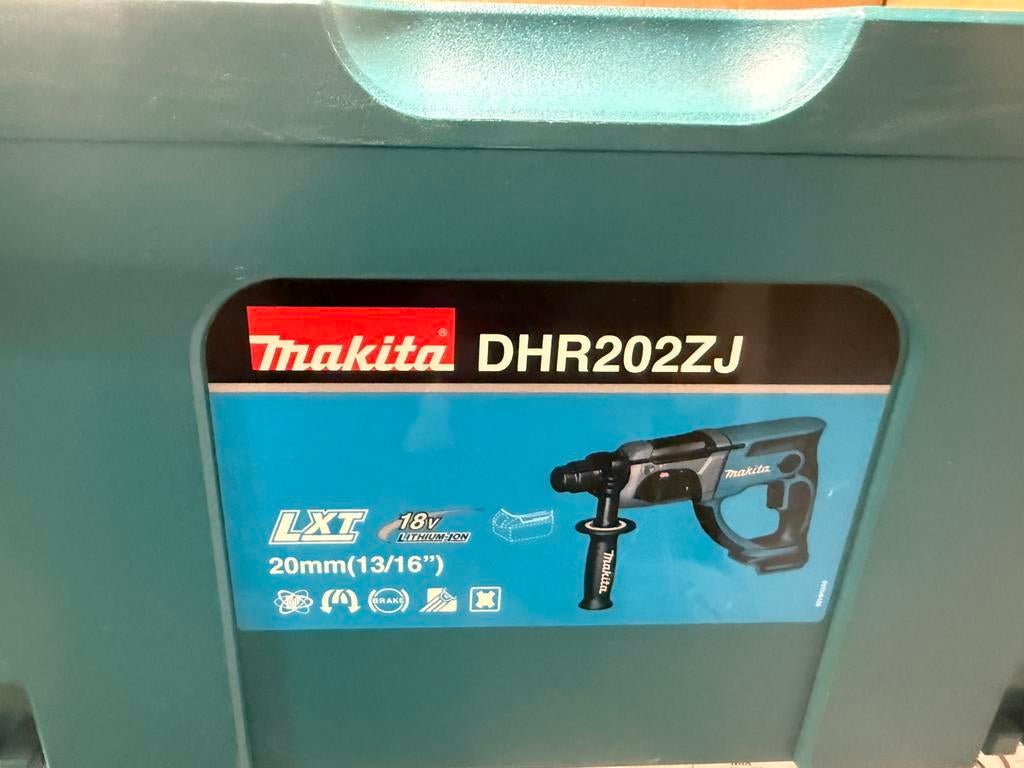 makita® DHR202ZJ
makita
LXT 18V LITHIUM-ION
20mm(13/16")
makita
BRAKE